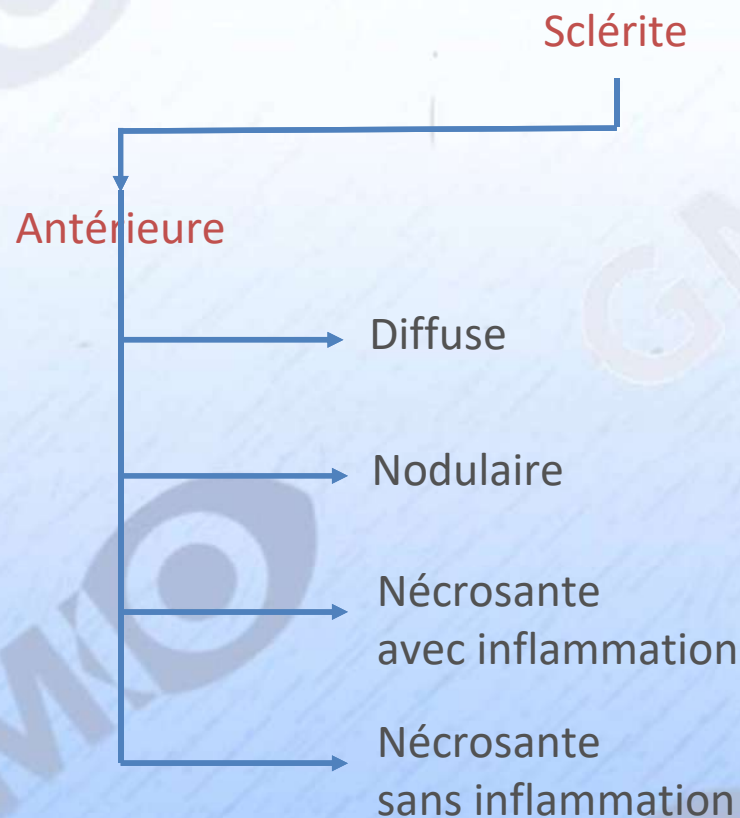 Sclérite
Antérieure
Diffuse
Nodulaire
Nécrosante
avec inflammation
Nécrosante
sans inflammation